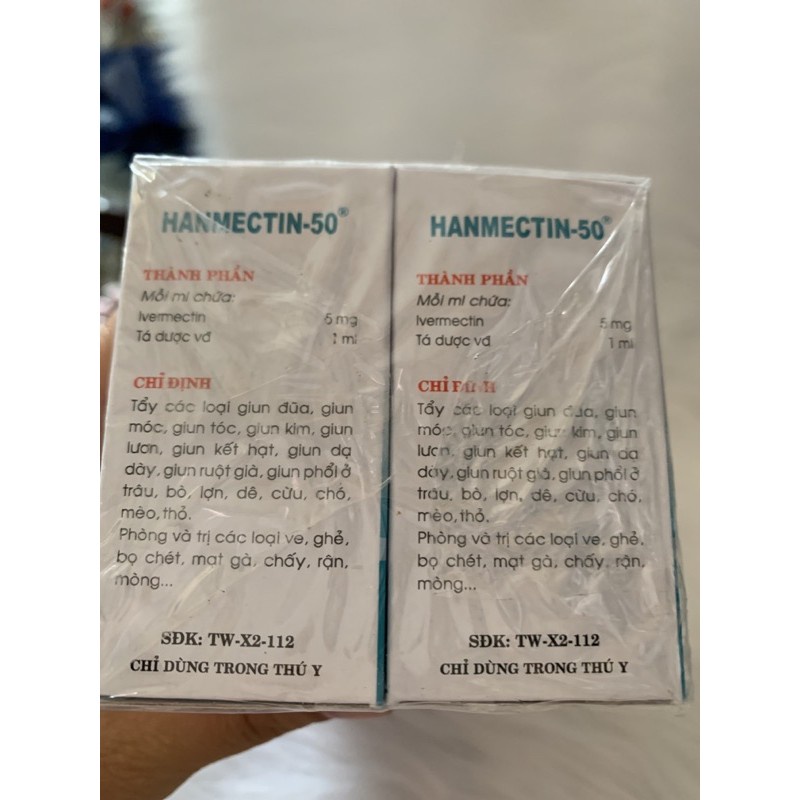 HANMECTIN-50®
THÀNH PHẦN
Mỗi ml chứa:
Ivermectin 5 mg
Tá dược vđ 1 ml
CHỈ ĐỊNH
Tẩy các loại giun đũa, giun
móc, giun tóc, giun kim, giun
lươn, giun kết hạt, giun dạ
dày, giun ruột già, giun phổi ở
trâu, bò, lợn, dê, cừu, chó,
mèo, thỏ.
Phòng và trị các loại ve, ghẻ,
bọ chét, mạt gà, chấy, rận,
mòng...
SĐK: TW-X2-112
CHỈ DÙNG TRONG THÚ Y
HANMECTIN-50®
THÀNH PHẦN
Mỗi ml chứa:
Ivermectin 5 mg
Tá dược vđ 1 ml
CHỈ ĐỊNH
Tẩy các loại giun đũa, giun
móc, giun tóc, giun kim, giun
lươn, giun kết hạt, giun dạ
dày, giun ruột già, giun phổi ở
trâu, bò, lợn, dê, cừu, chó,
mèo, thỏ.
Phòng và trị các loại ve, ghẻ,
bọ chét, mạt gà, chấy, rận,
mòng...
SĐK: TW-X2-112
CHỈ DÙNG TRONG THÚ Y